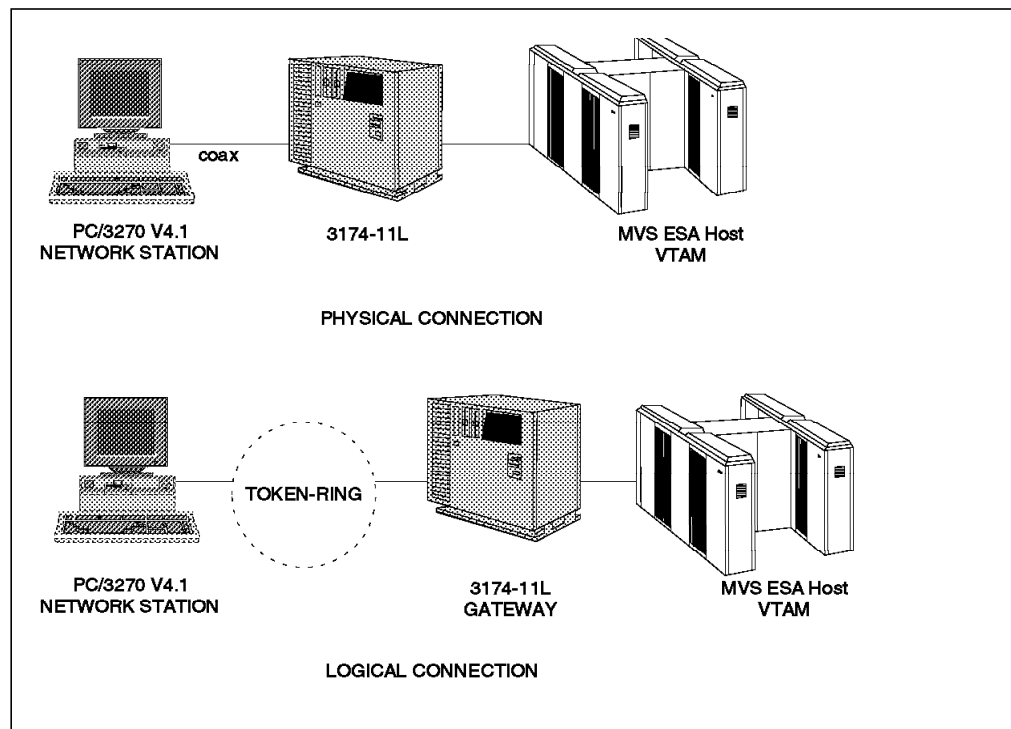 coax
PC/3270 V4.1
NETWORK STATION
3174-11L
MVS ESA Host
VTAM
PHYSICAL CONNECTION
TOKEN-RING
PC/3270 V4.1
NETWORK STATION
3174-11L
GATEWAY
MVS ESA Host
VTAM
LOGICAL CONNECTION